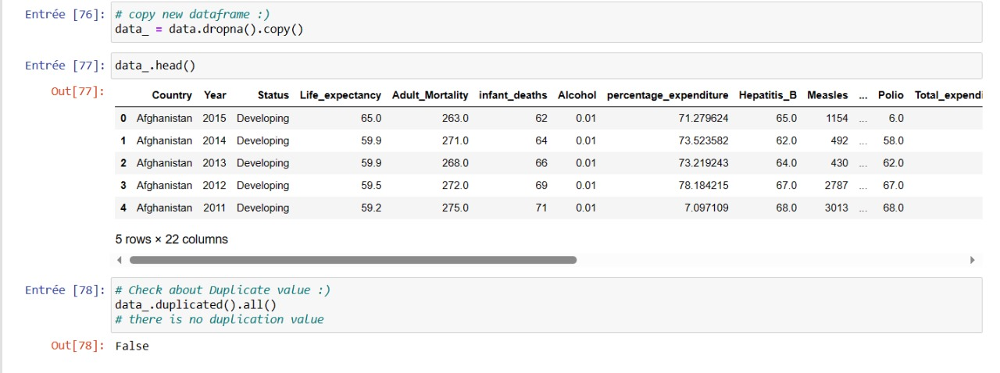 Entrée [76]: # copy new dataframe :)
data_ = data.dropna().copy()
Entrée [77]: data_.head()
Out[77]:
Country Year Status Life_expectancy Adult_Mortality infant_deaths Alcohol percentage_expenditure Hepatitis_B Measles ... Polio Total_expendi
0 Afghanistan 2015 Developing 65.0 263.0 62 0.01 71.279624 65.0 1154 ... 6.0
1 Afghanistan 2014 Developing 59.9 271.0 64 0.01 73.523582 62.0 492 ... 58.0
2 Afghanistan 2013 Developing 59.9 268.0 66 0.01 73.219243 64.0 430 ... 62.0
3 Afghanistan 2012 Developing 59.5 272.0 69 0.01 78.184215 67.0 2787 ... 67.0
4 Afghanistan 2011 Developing 59.2 275.0 71 0.01 7.097109 68.0 3013 ... 68.0
5 rows × 22 columns
Entrée [78]: # Check about Duplicate value :)
data_.duplicated().all()
# there is no duplication value
Out[78]: False